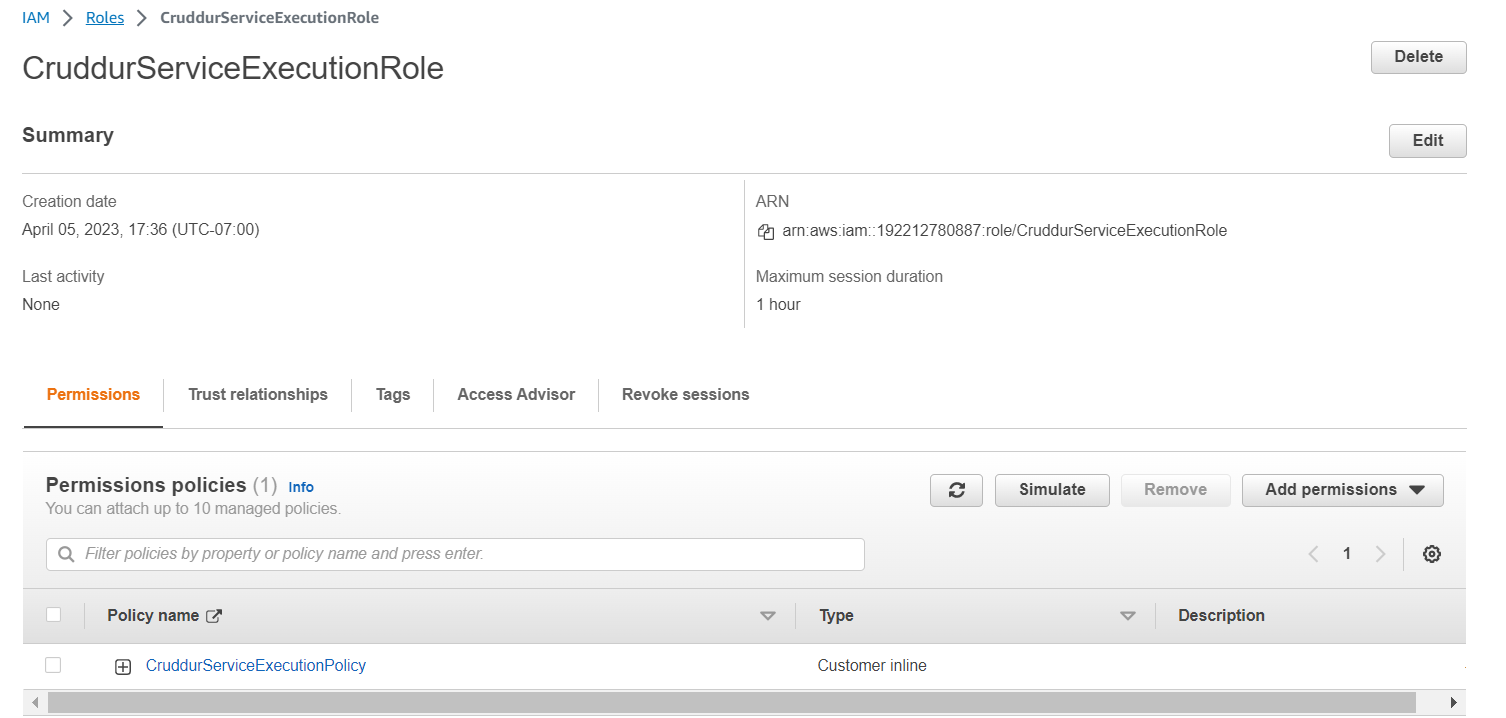 IAM > Roles > CruddurServiceExecutionRole
CruddurServiceExecutionRole
Delete
Summary
Edit
Creation date
April 05, 2023, 17:36 (UTC-07:00)
ARN
arn:aws:iam::192212780887:role/CruddurServiceExecutionRole
Last activity
None
Maximum session duration
1 hour
Permissions
Trust relationships
Tags
Access Advisor
Revoke sessions
Permissions policies (1) Info
You can attach up to 10 managed policies.
Simulate
Remove
Add permissions
Filter policies by property or policy name and press enter.
1
Policy name
Type
Description
CruddurServiceExecutionPolicy
Customer inline